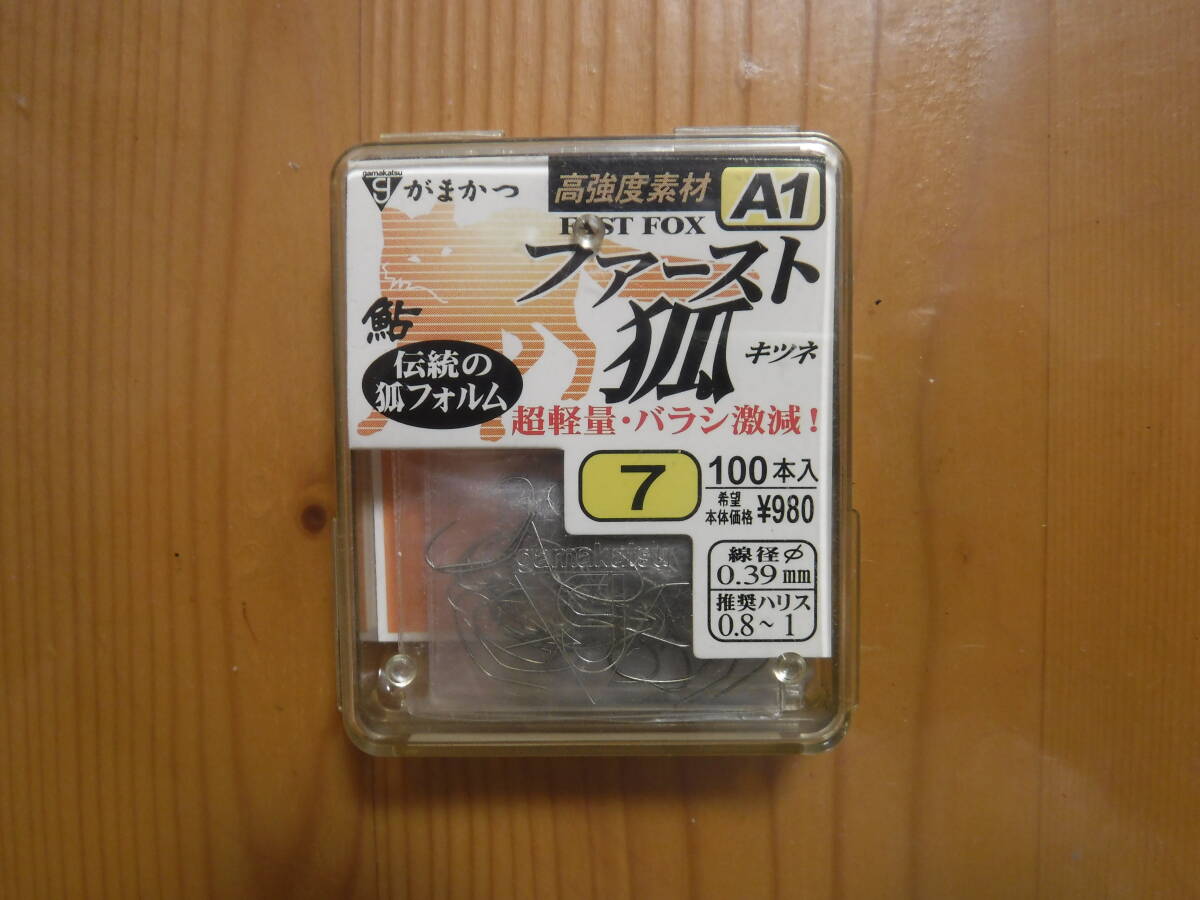 gamakatsu
がまかつ
高強度素材
A1
FAST FOX
ファースト
狐
キツネ
鮎
伝統の
狐フォルム
超軽量・バラシ激減!
7
100本入
希望
本体価格 ¥980
gamakatsu
線径φ
0.39mm
推奨ハリス
0.8~1